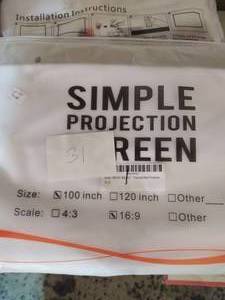 Installation Instructions
SIMPLE
PROJECTION
REEN
31
Size: ☒ 100 inch ☐ 120 inch ☐ Other
Scale: ☐ 4:3 ☒ 16:9 ☐ Other